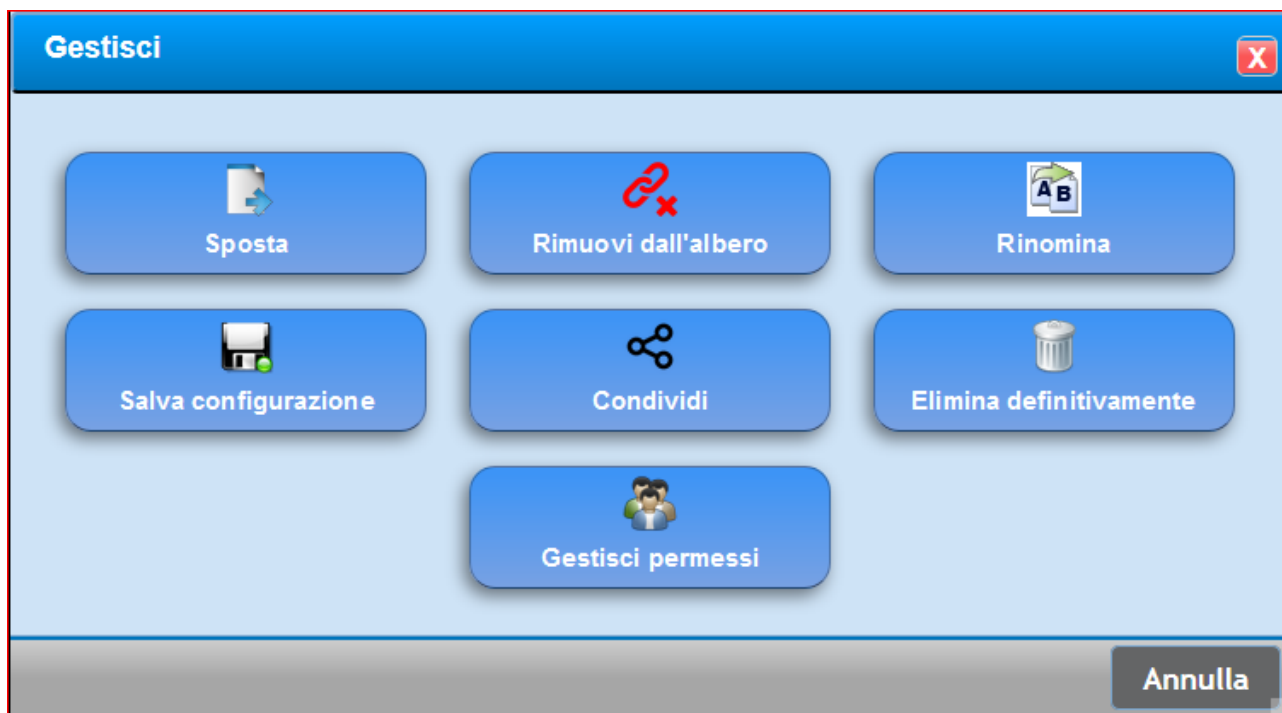 Gestisci
X
Sposta
Rimuovi dall'albero
A B
Rinomina
Salva configurazione
Condividi
Elimina definitivamente
Gestisci permessi
Annulla